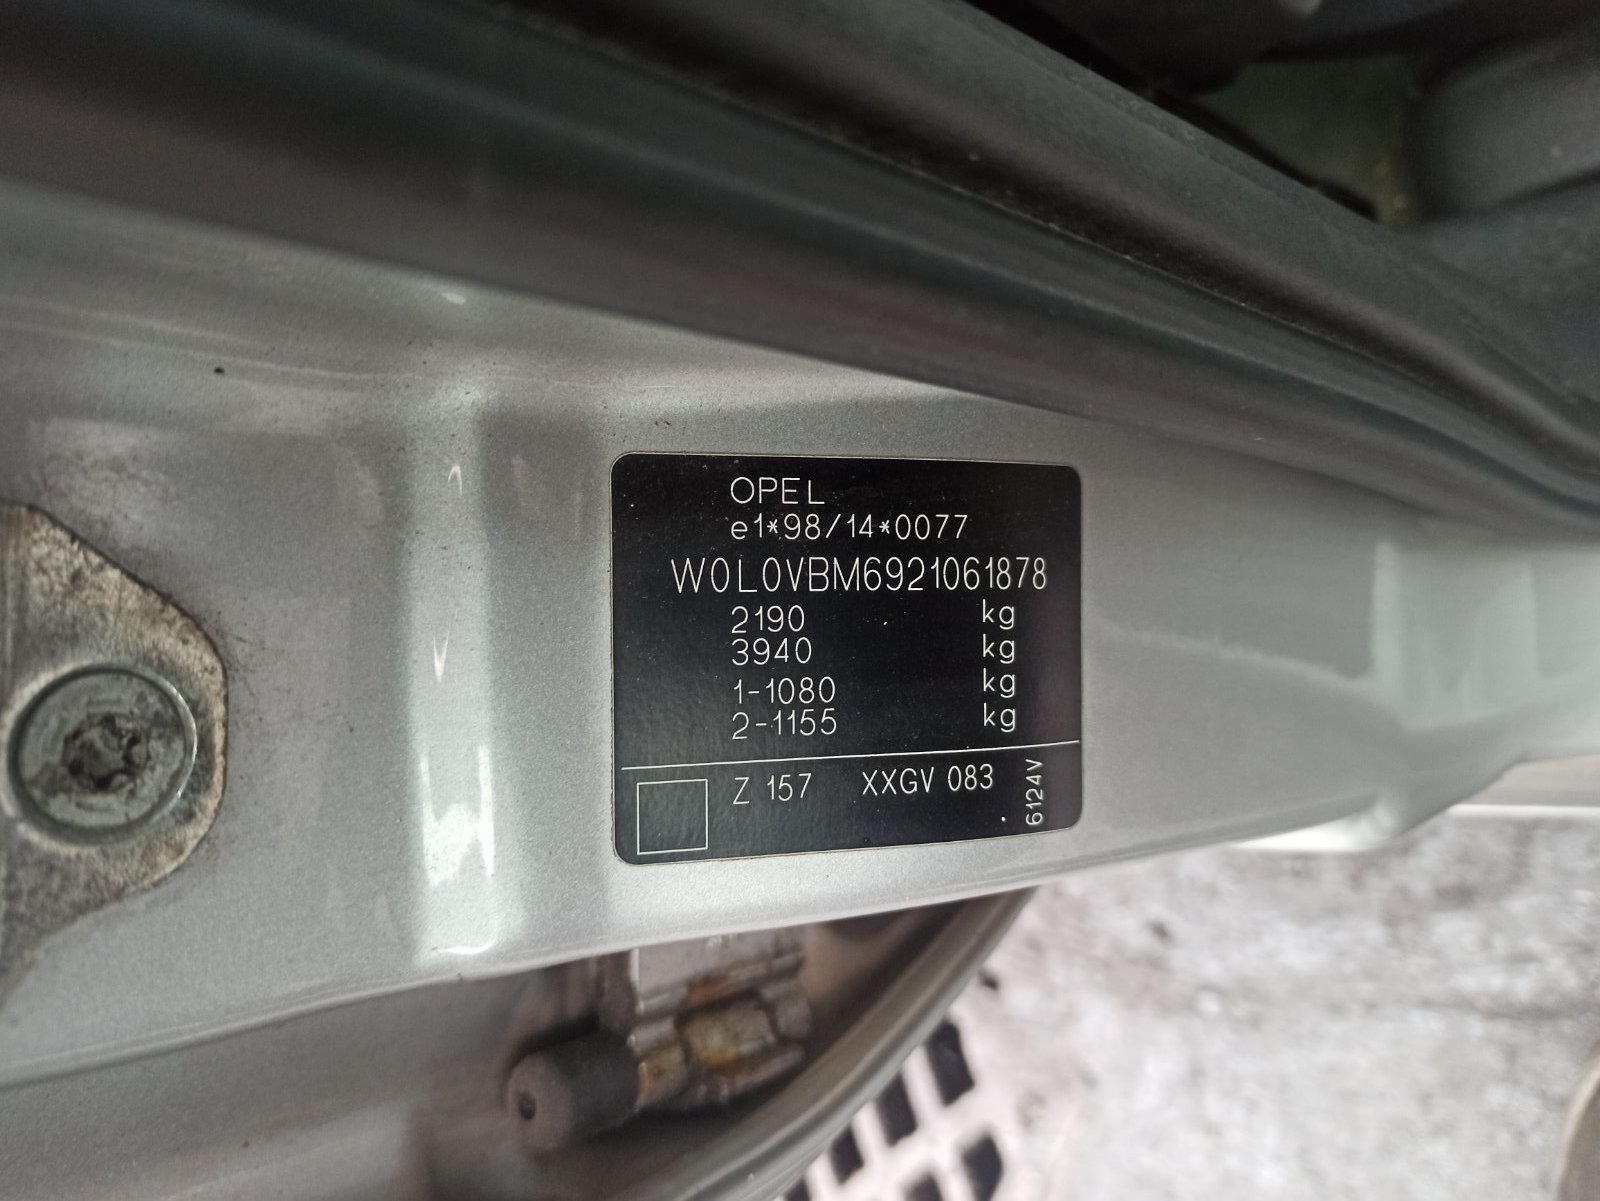 OPEL
e1*98/14*0077
W0L0VBM6921061878
2190 kg
3940 kg
1-1080 kg
2-1155 kg
Z 157 XXGV 083
6124V